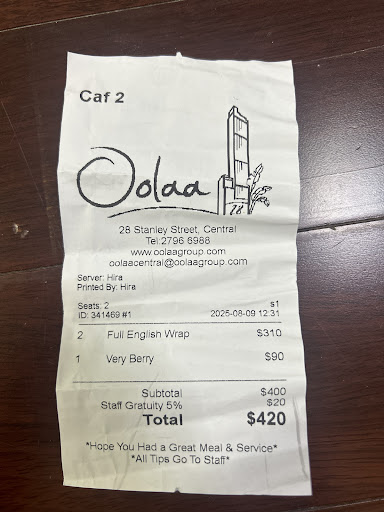 Caf 2
Oolaa
28
28 Stanley Street, Central
Tel:2796 6988
www.oolaagroup.com
oolaacentral@oolaagroup.com
Server: Hira
Printed By: Hira
Seats: 2 s1
ID: 341469 #1 2025-08-09 12:31
2 Full English Wrap $310
1 Very Berry $90
Subtotal $400
Staff Gratuity 5% $20
Total $420
*Hope You Had a Great Meal & Service*
*All Tips Go To Staff*